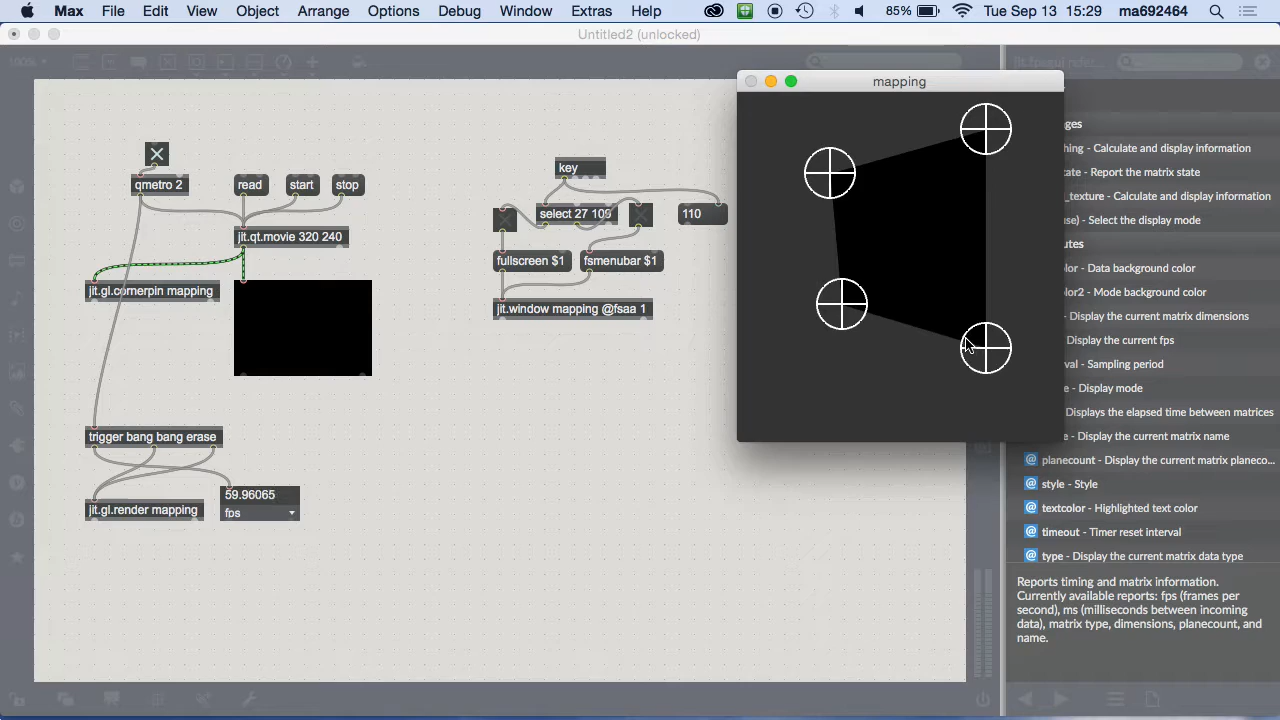 Max File Edit View Object Arrange Options Debug Window Extras Help 85% Tue Sep 13 15:29 ma692464
Untitled2 (unlocked)
100%
mapping
qmetro 2
read
start
stop
jit.qt.movie 320 240
jit.gl.cornerpin mapping
key
select 27 109
110
fullscreen $1
fsmenubar $1
jit.window mapping @fsaa 1
trigger bang bang erase
jit.gl.render mapping
59.96065
fps
ges
hing - Calculate and display information
tate - Report the matrix state
_texture - Calculate and display information
se) - Select the display mode
utes
olor - Data background color
olor2 - Mode background color
- Display the current matrix dimensions
Display the current fps
val - Sampling period
e - Display mode
Displays the elapsed time between matrices
e - Display the current matrix name
planecount - Display the current matrix planeco...
style - Style
textcolor - Highlighted text color
timeout - Timer reset interval
type - Display the current matrix data type
Reports timing and matrix information.
Currently available reports: fps (frames per
second), ms (milliseconds between incoming
data), matrix type, dimensions, planecount, and
name.